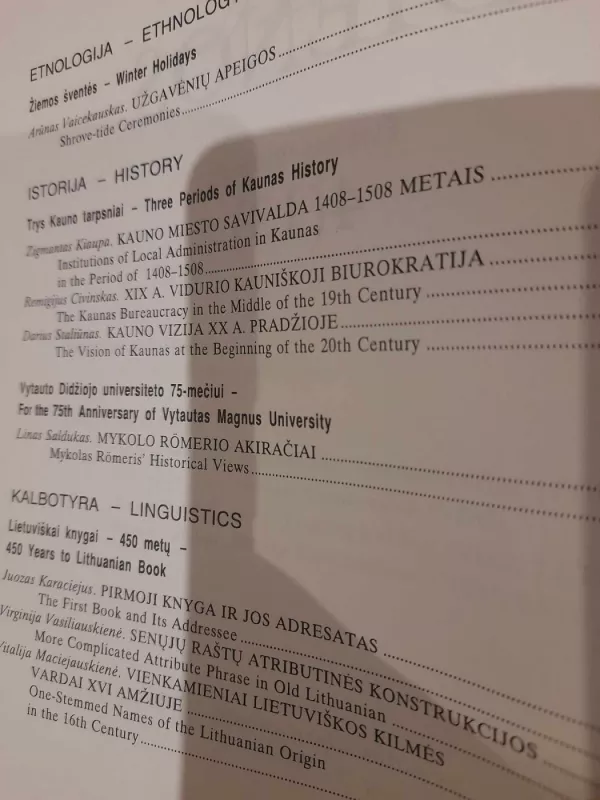 ETNOLOGIJA – ETHNOLOGY
Žiemos šventės – Winter Holidays
Arūnas Vaicekauskas. UŽGAVĖNIŲ APEIGOS
Shrove-tide Ceremonies
ISTORIJA – HISTORY
Trys Kauno tarpsniai – Three Periods of Kaunas History
Zigmantas Kiaupa. KAUNO MIESTO SAVIVALDA 1408–1508 METAIS
Institutions of Local Administration in Kaunas
in the Period of 1408–1508
Remigijus Civinskas. XIX A. VIDURIO KAUNIŠKOJI BIUROKRATIJA
The Kaunas Bureaucracy in the Middle of the 19th Century
Darius Staliūnas. KAUNO VIZIJA XX A. PRADŽIOJE
The Vision of Kaunas at the Beginning of the 20th Century
Vytauto Didžiojo universiteto 75-mečiui –
For the 75th Anniversary of Vytautas Magnus University
Linas Saldukas. MYKOLO RÖMERIO AKIRAČIAI
Mykolas Römeris' Historical Views
KALBOTYRA – LINGUISTICS
Lietuviškai knygai – 450 metų –
450 Years to Lithuanian Book
Juozas Karaciejus. PIRMOJI KNYGA IR JOS ADRESATAS
The First Book and Its Addressee
Virginija Vasiliauskienė. SENŲJŲ RAŠTŲ ATRIBUTINĖS KONSTRUKCIJOS
More Complicated Attribute Phrase in Old Lithuanian
Vitalija Maciejauskienė. VIENKAMIENIAI LIETUVIŠKOS KILMĖS
VARDAI XVI AMŽIUJE
One-Stemmed Names of the Lithuanian Origin
in the 16th Century